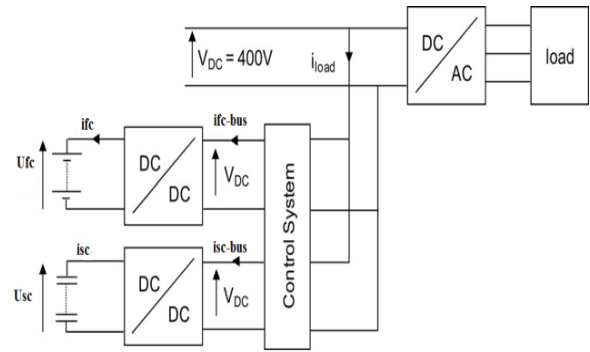 V_DC = 400V
i_load
DC
AC
load
ifc
ifc-bus
Ufc
DC
DC
V_DC
Control System
isc
isc-bus
Usc
DC
DC
V_DC